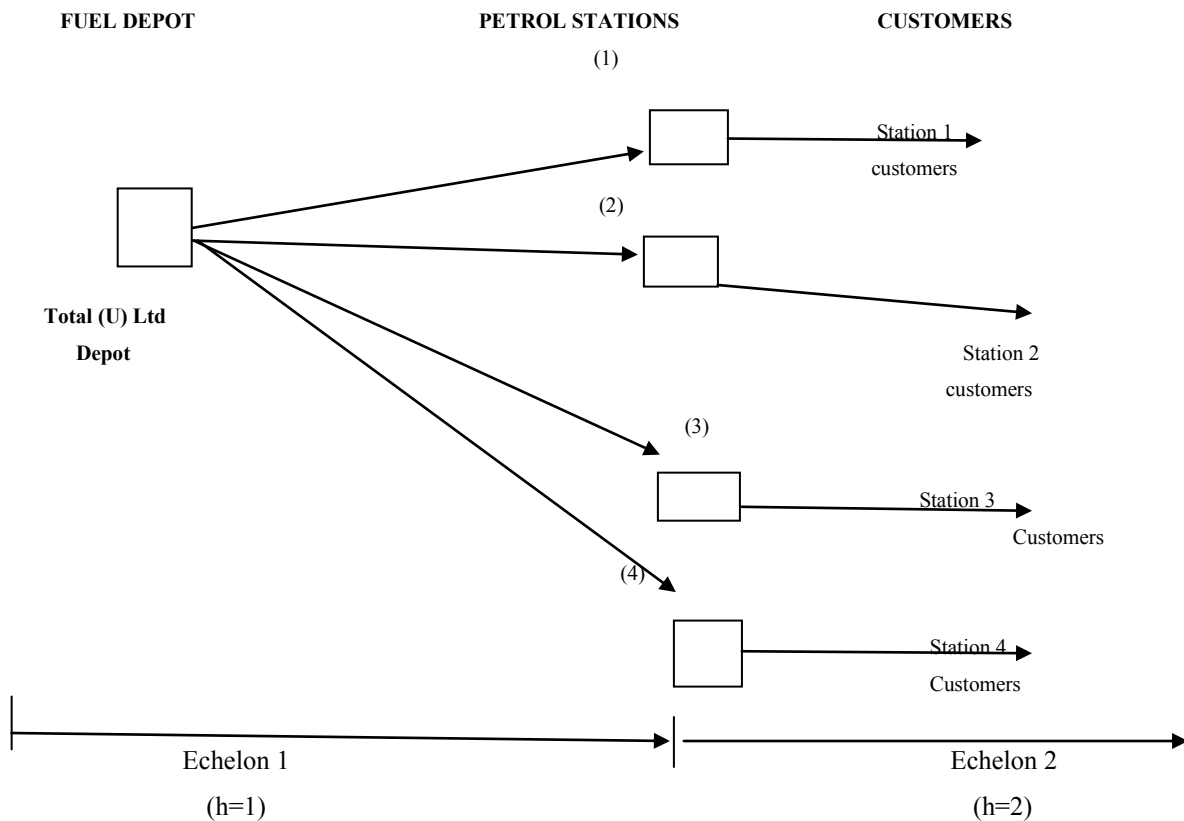 FUEL DEPOT PETROL STATIONS CUSTOMERS
(1)
Station 1
customers
(2)
Total (U) Ltd
Depot
Station 2
customers
(3)
Station 3
Customers
(4)
Station 4
Customers
Echelon 1 Echelon 2
(h=1) (h=2)